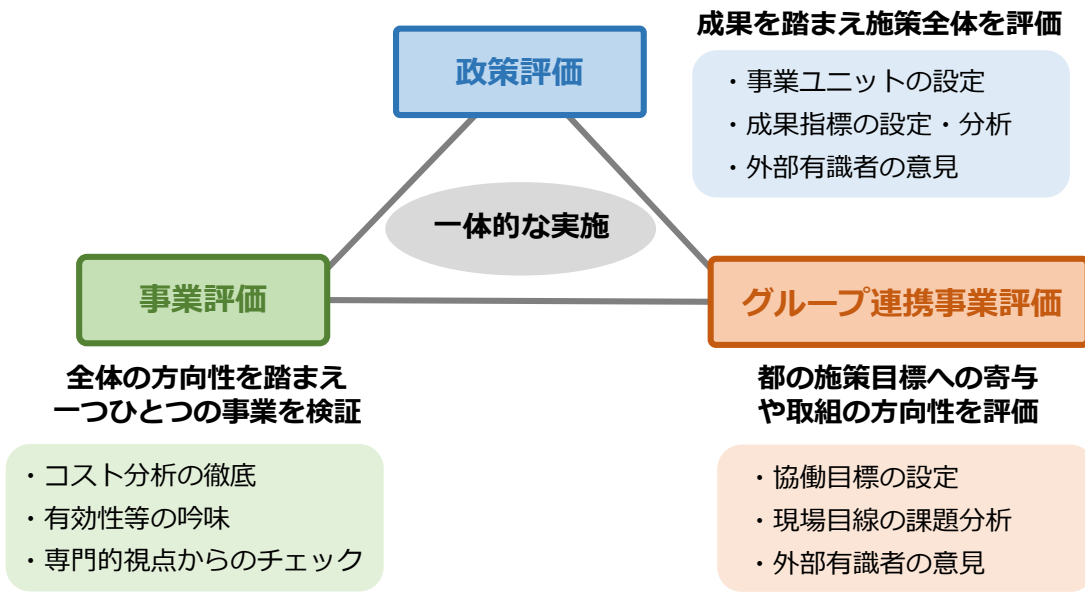 政策評価
成果を踏まえ施策全体を評価
・事業ユニットの設定
・成果指標の設定・分析
・外部有識者の意見
一体的な実施
事業評価
グループ連携事業評価
全体の方向性を踏まえ
一つひとつの事業を検証
・コスト分析の徹底
・有効性等の吟味
・専門的視点からのチェック
都の施策目標への寄与
や取組の方向性を評価
・協働目標の設定
・現場目線の課題分析
・外部有識者の意見